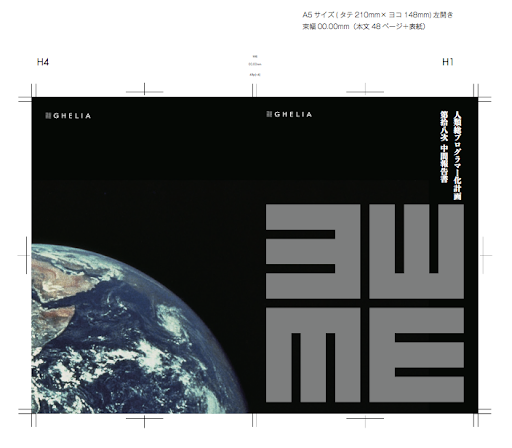 A5 サイズ ( タテ 210mm× ヨコ 148mm) 左開き
束幅 00.00mm（本文 48 ページ＋表紙）
H4
H1
GHELIA
GHELIA
人類総プログラマー化計画
第拾八次 中間報告書